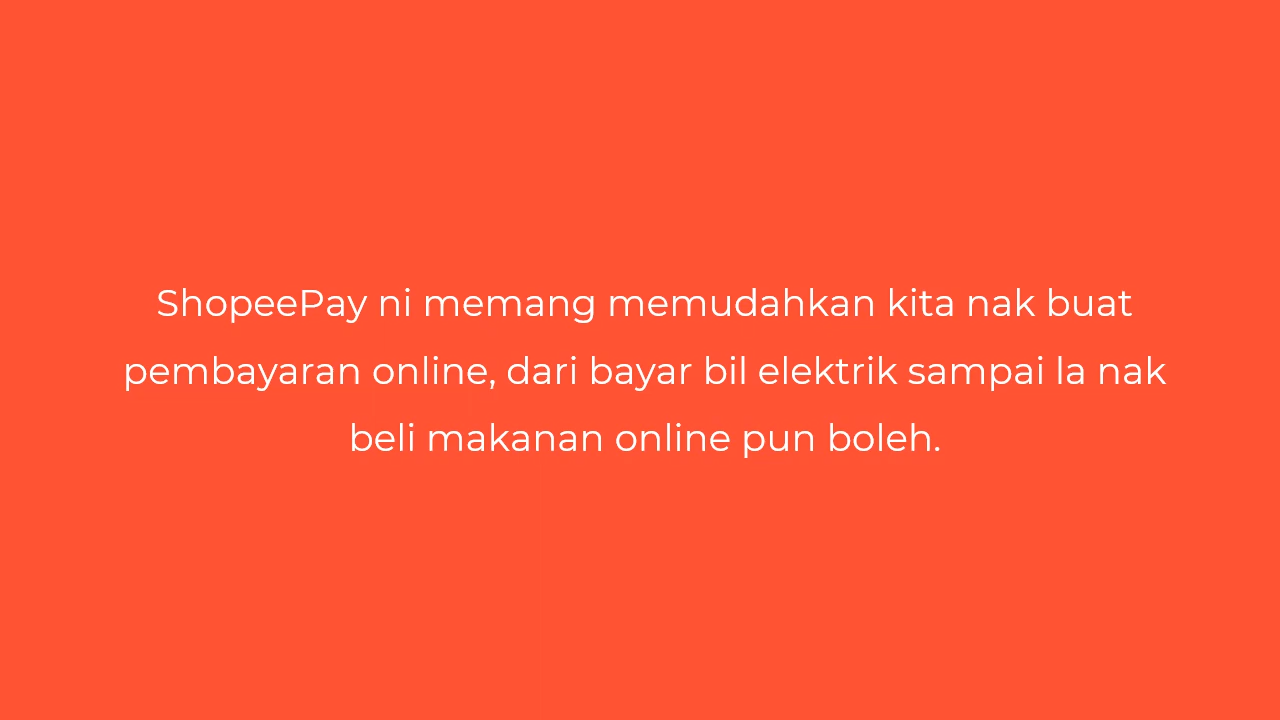 ShopeePay ni memang memudahkan kita nak buat
pembayaran online, dari bayar bil elektrik sampai la nak
beli makanan online pun boleh.